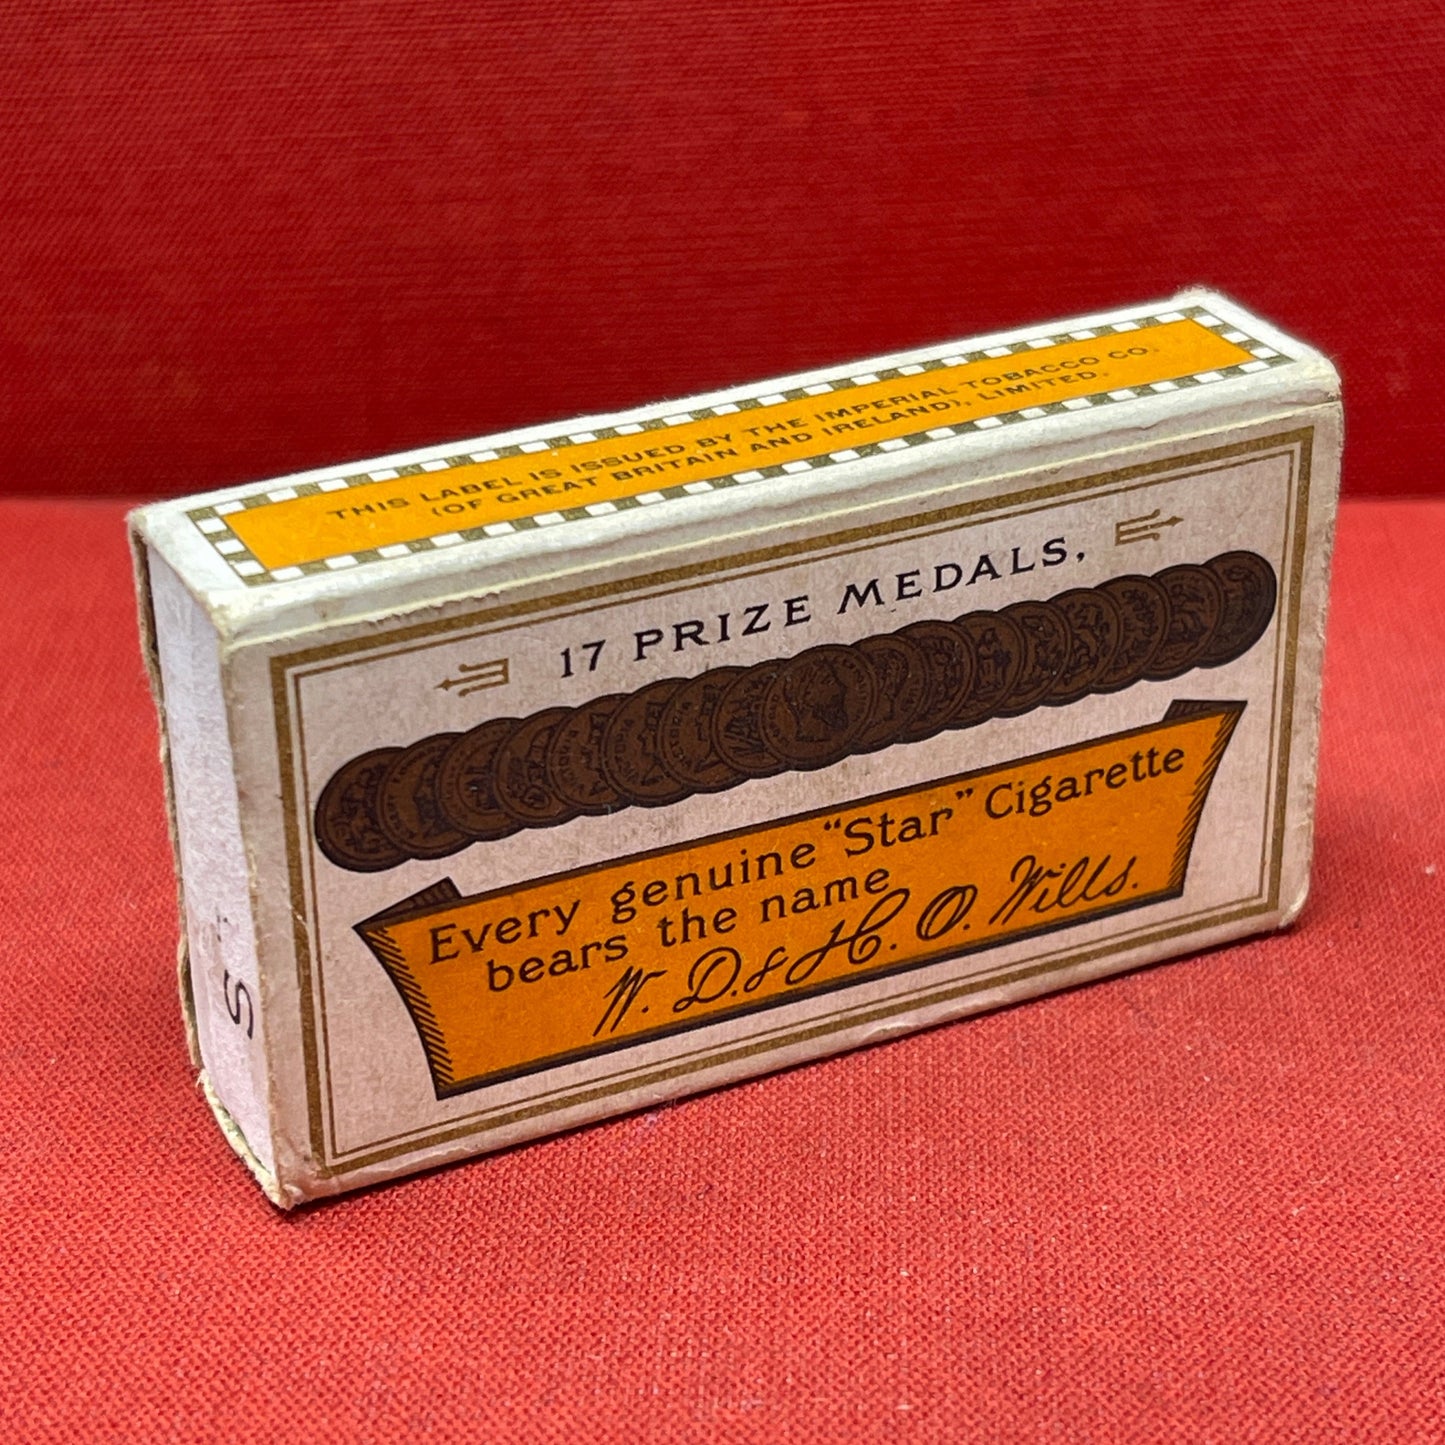 THIS LABEL IS ISSUED BY THE IMPERIAL TOBACCO CO.
(OF GREAT BRITAIN AND IRELAND), LIMITED.
17 PRIZE MEDALS,
Every genuine "Star" Cigarette
bears the name
W. D. & H. O. Wills.
S